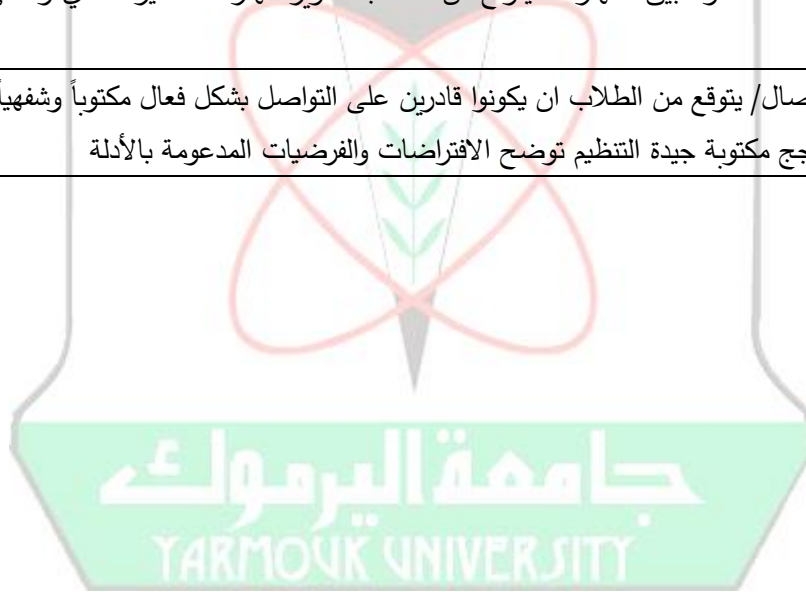 صال/ يتوقع من الطلاب ان يكونوا قادرين على التواصل بشكل فعال مكتوباً وشفهياً
جج مكتوبة جيدة التنظيم توضح الافتراضات والفرضيات المدعومة بالأدلة
جامعة اليرموك
YARMOUK UNIVERSITY